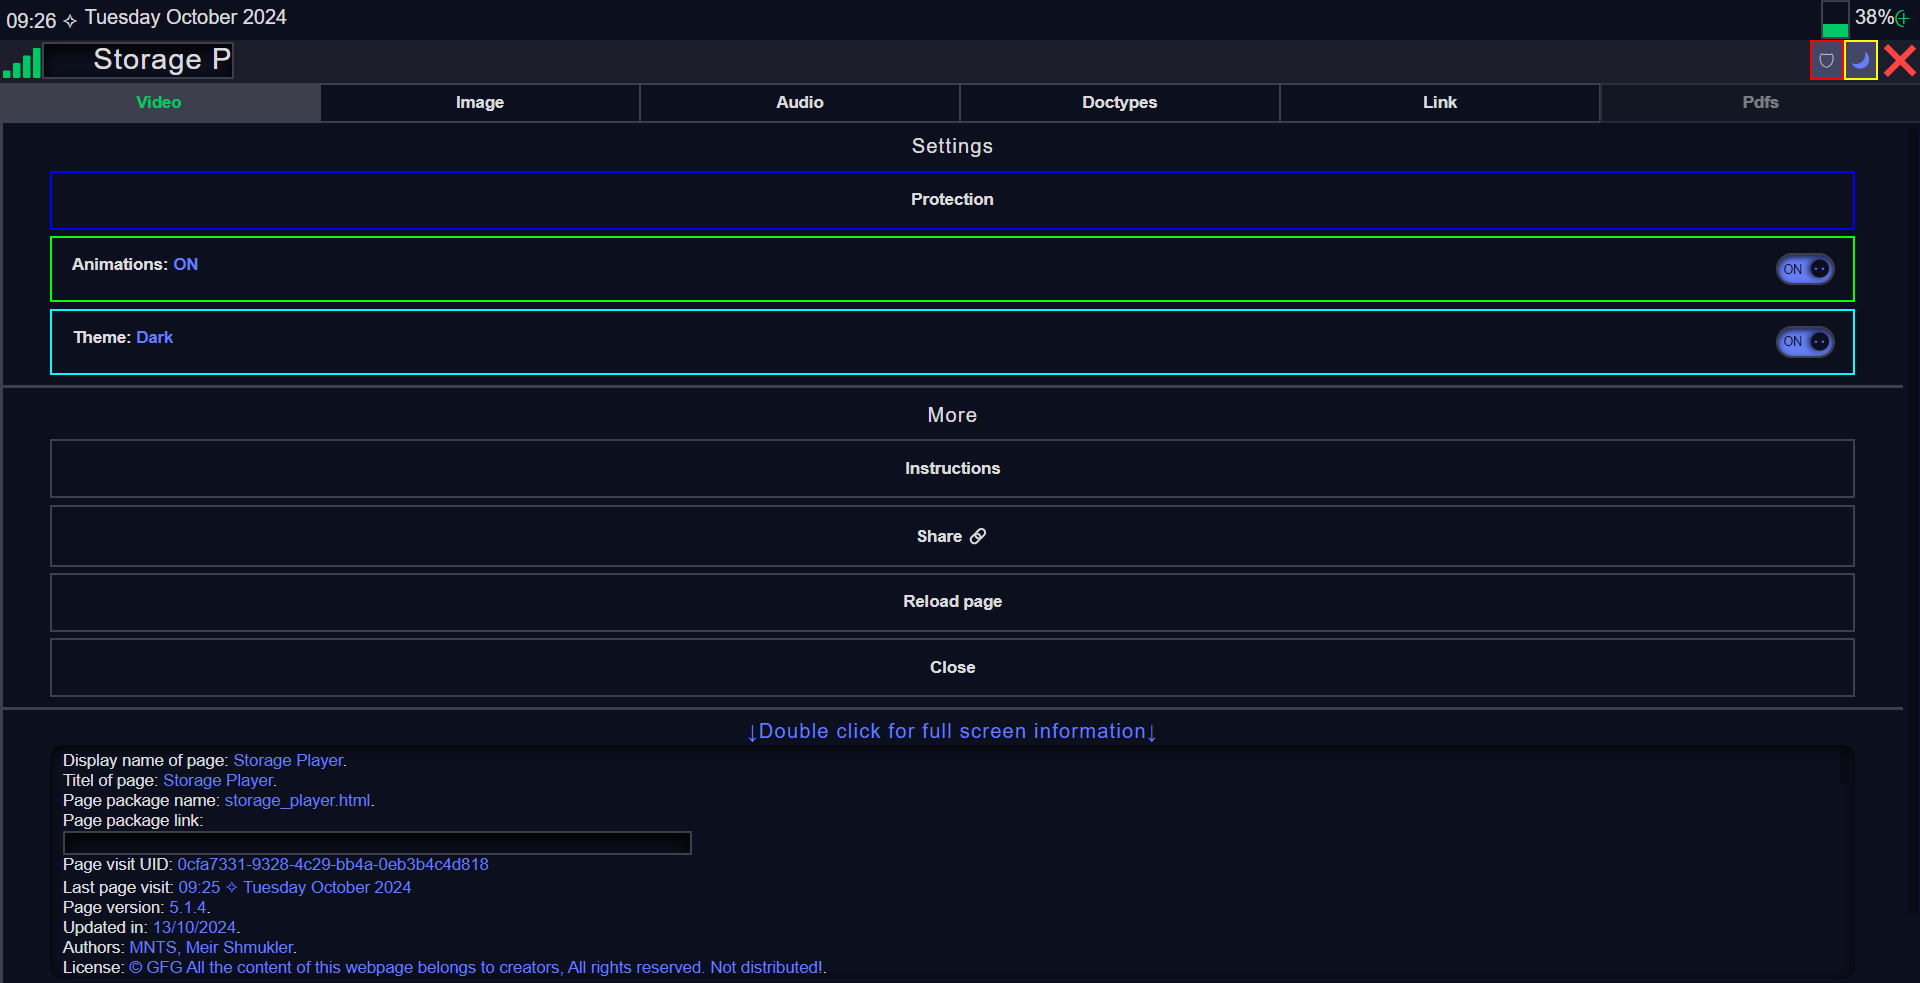 09:26 ✧ Tuesday October 2024
38%
Storage P
Video
Image
Audio
Doctypes
Link
Pdfs
Settings
Protection
Animations: ON
ON
Theme: Dark
ON
More
Instructions
Share
Reload page
Close
↓Double click for full screen information↓
Display name of page: Storage Player.
Titel of page: Storage Player.
Page package name: storage_player.html.
Page package link:
Page visit UID: 0cfa7331-9328-4c29-bb4a-0eb3b4c4d818
Last page visit: 09:25 ✧ Tuesday October 2024
Page version: 5.1.4.
Updated in: 13/10/2024.
Authors: MNTS, Meir Shmukler.
License: © GFG All the content of this webpage belongs to creators, All rights reserved. Not distributed!.